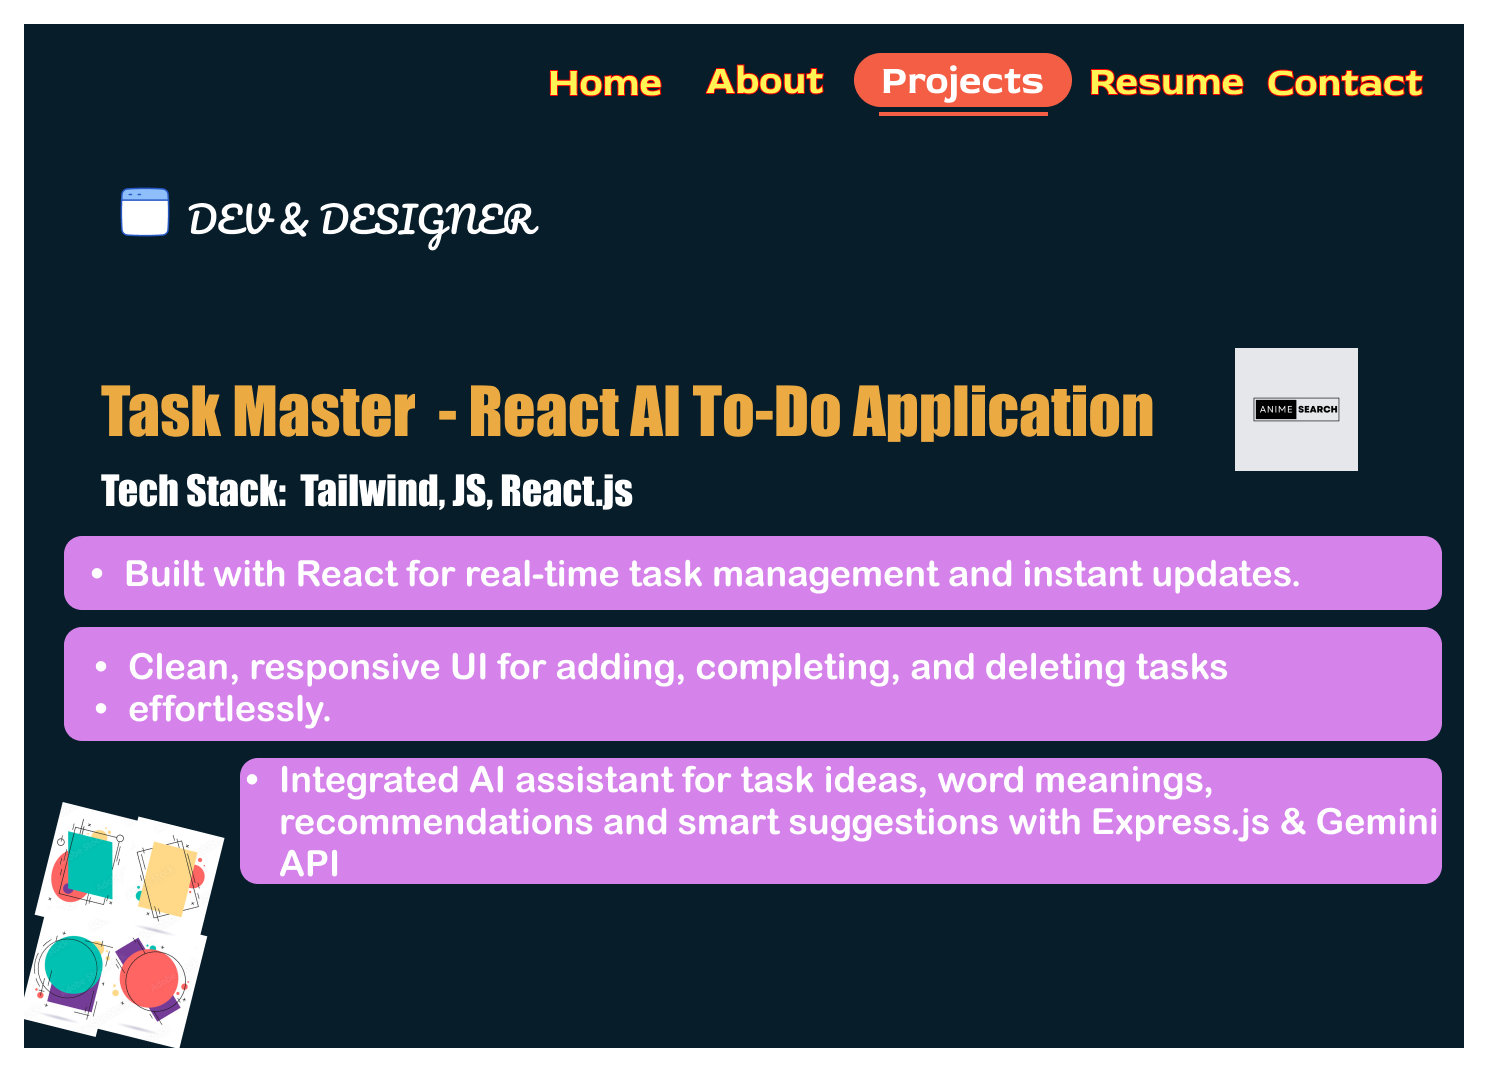 Home About Projects Resume Contact
DEV & DESIGNER
Task Master - React AI To-Do Application
ANIME SEARCH
Tech Stack: Tailwind, JS, React.js
• Built with React for real-time task management and instant updates.
• Clean, responsive UI for adding, completing, and deleting tasks
• effortlessly.
• Integrated AI assistant for task ideas, word meanings,
recommendations and smart suggestions with Express.js & Gemini
API